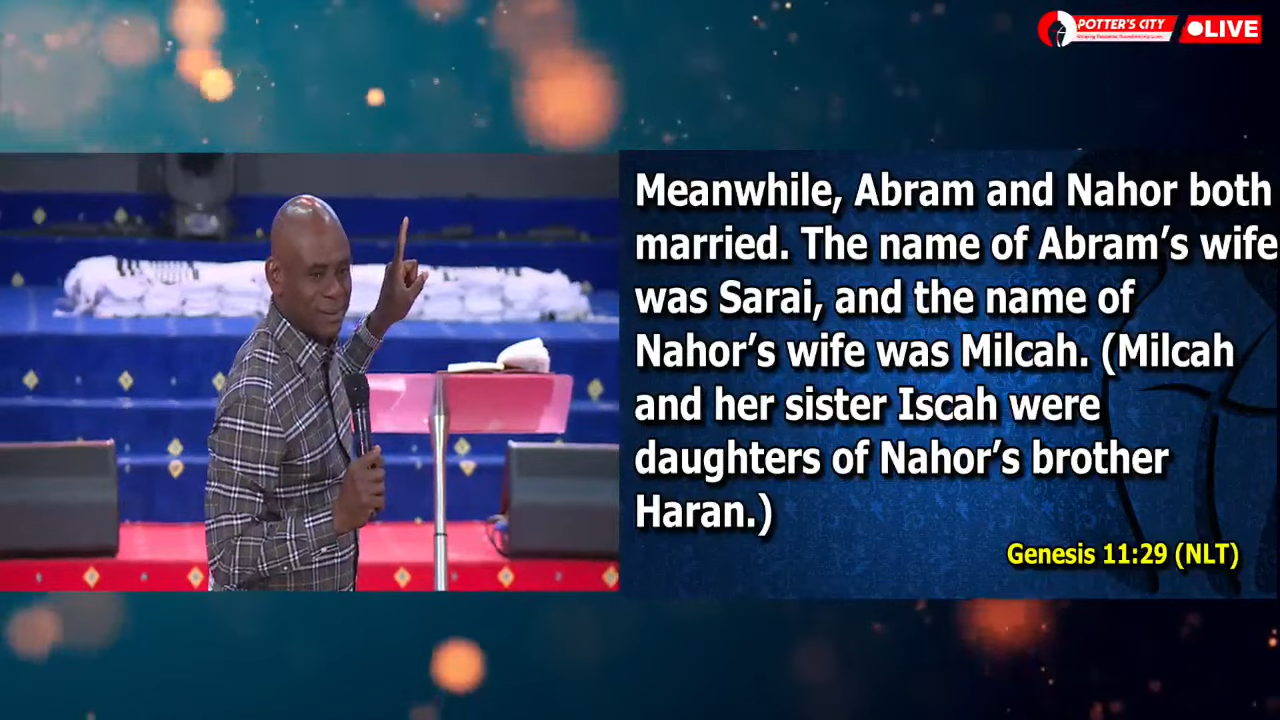 POTTER'S CITY
LIVE
Meanwhile, Abram and Nahor both
married. The name of Abram’s wife
was Sarai, and the name of
Nahor’s wife was Milcah. (Milcah
and her sister Iscah were
daughters of Nahor’s brother
Haran.)
Genesis 11:29 (NLT)